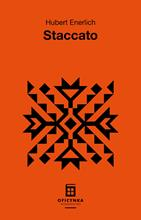 Hubert Enerlich
Staccato
OFICYNKA